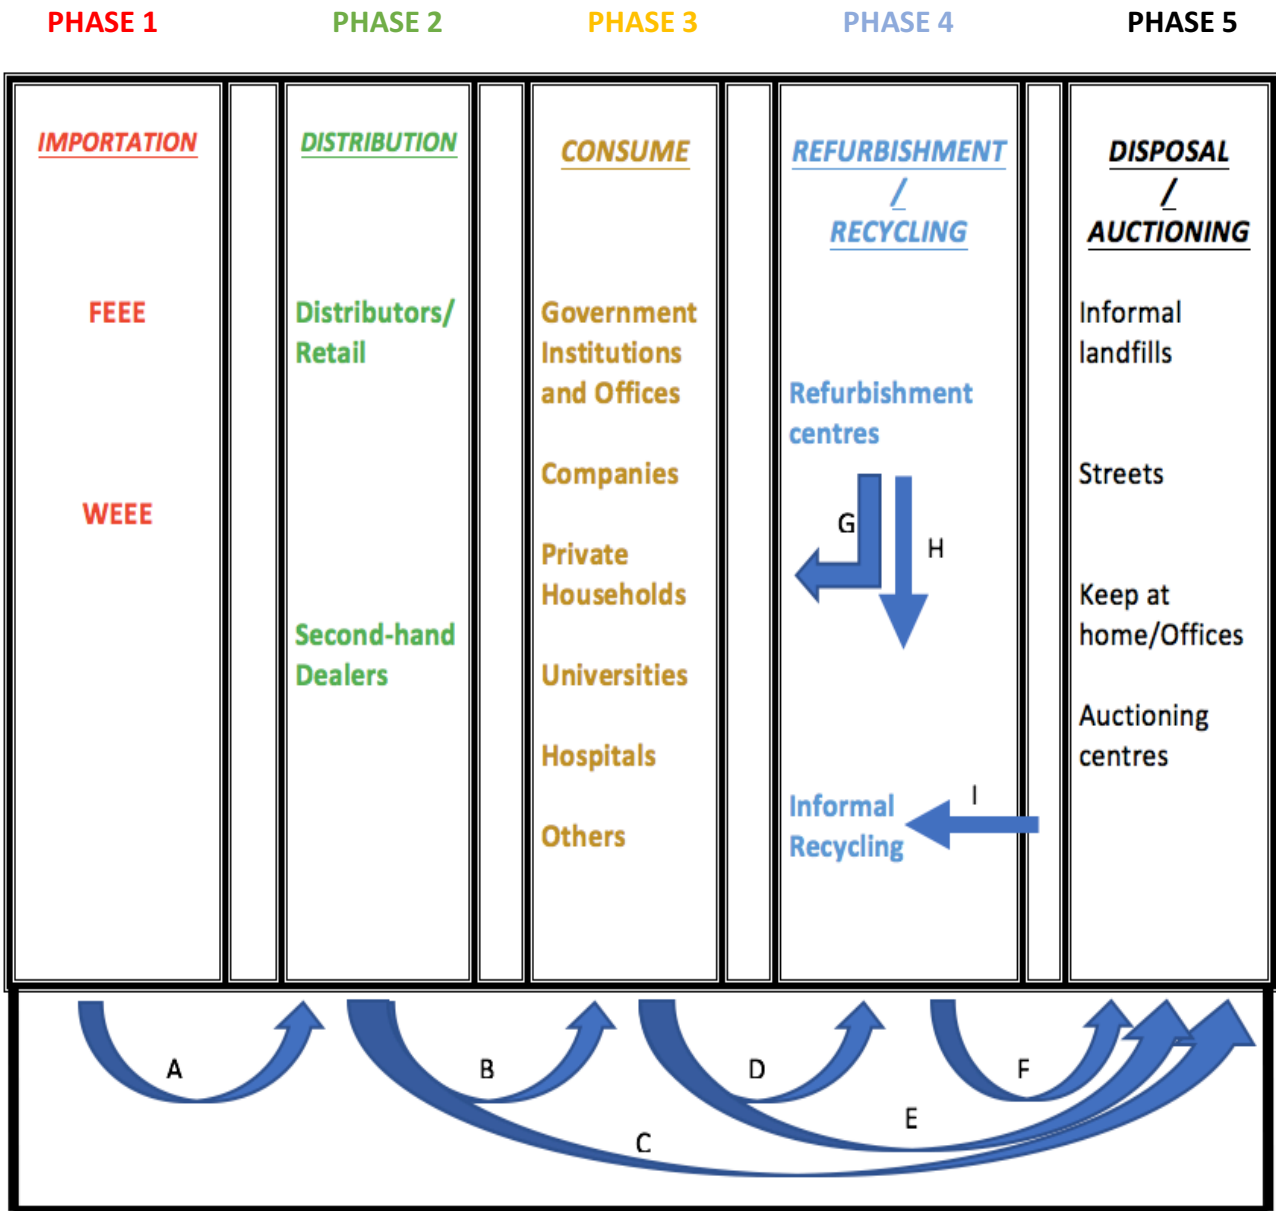 PHASE 1
PHASE 2
PHASE 3
PHASE 4
PHASE 5
IMPORTATION
FEEE
WEEE
DISTRIBUTION
Distributors/
Retail
Second-hand
Dealers
CONSUME
Government
Institutions
and Offices
Companies
Private
Households
Universities
Hospitals
Others
REFURBISHMENT
/
RECYCLING
Refurbishment
centres
G
H
Informal
Recycling
I
DISPOSAL
/
AUCTIONING
Informal
landfills
Streets
Keep at
home/Offices
Auctioning
centres
A
B
C
D
E
F